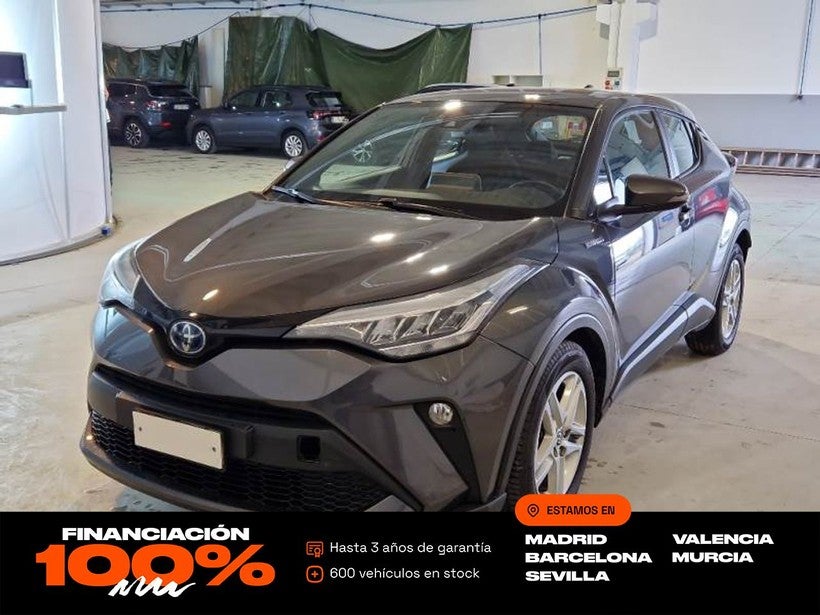 FINANCIACIÓN
100%
Hasta 3 años de garantía
600 vehículos en stock
ESTAMOS EN
MADRID
BARCELONA
SEVILLA
VALENCIA
MURCIA